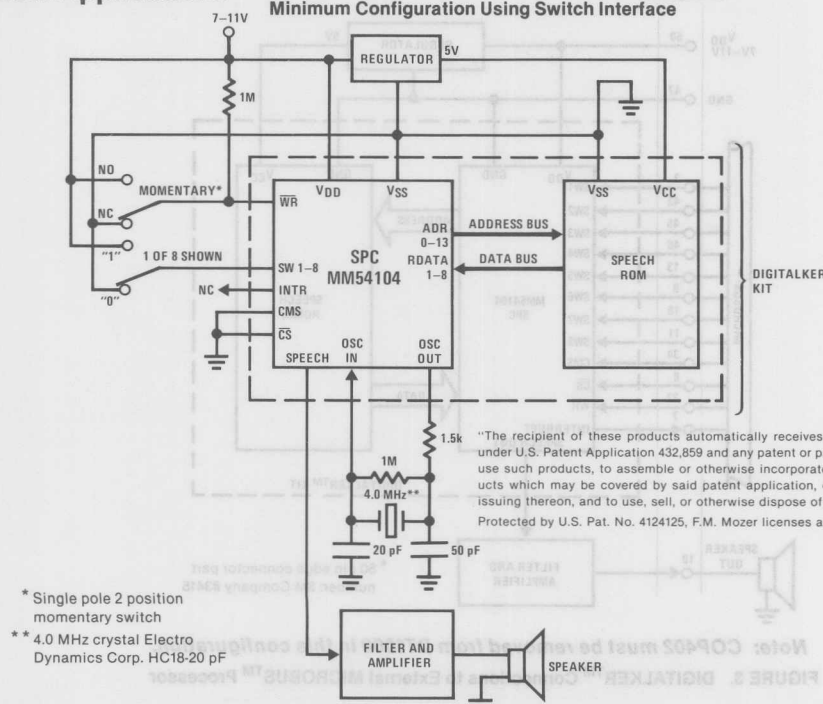 Minimum Configuration Using Switch Interface
7–11V
REGULATOR
5V
1M
NO
MOMENTARY*
NC
"1"
1 OF 8 SHOWN
"0"
WR
VDD
VSS
SPC
MM54104
SW 1–8
NC
INTR
CMS
CS
SPEECH
OSC
IN
OSC
OUT
ADR
0–13
RDATA
1–8
ADDRESS BUS
DATA BUS
VSS
VCC
SPEECH
ROM
DIGITALKER
KIT
1.5k
1M
4.0 MHz**
20 pF
50 pF
"The recipient of these products automatically receives
under U.S. Patent Application 432,859 and any patent or
use such products, to assemble or otherwise incorporate
ucts which may be covered by said patent application,
issuing thereon, and to use, sell, or otherwise dispose of
Protected by U.S. Pat. No. 4124125, F.M. Mozer licenses
* Single pole 2 position
momentary switch
** 4.0 MHz crystal Electro
Dynamics Corp. HC18-20 pF
FILTER AND
AMPLIFIER
SPEAKER